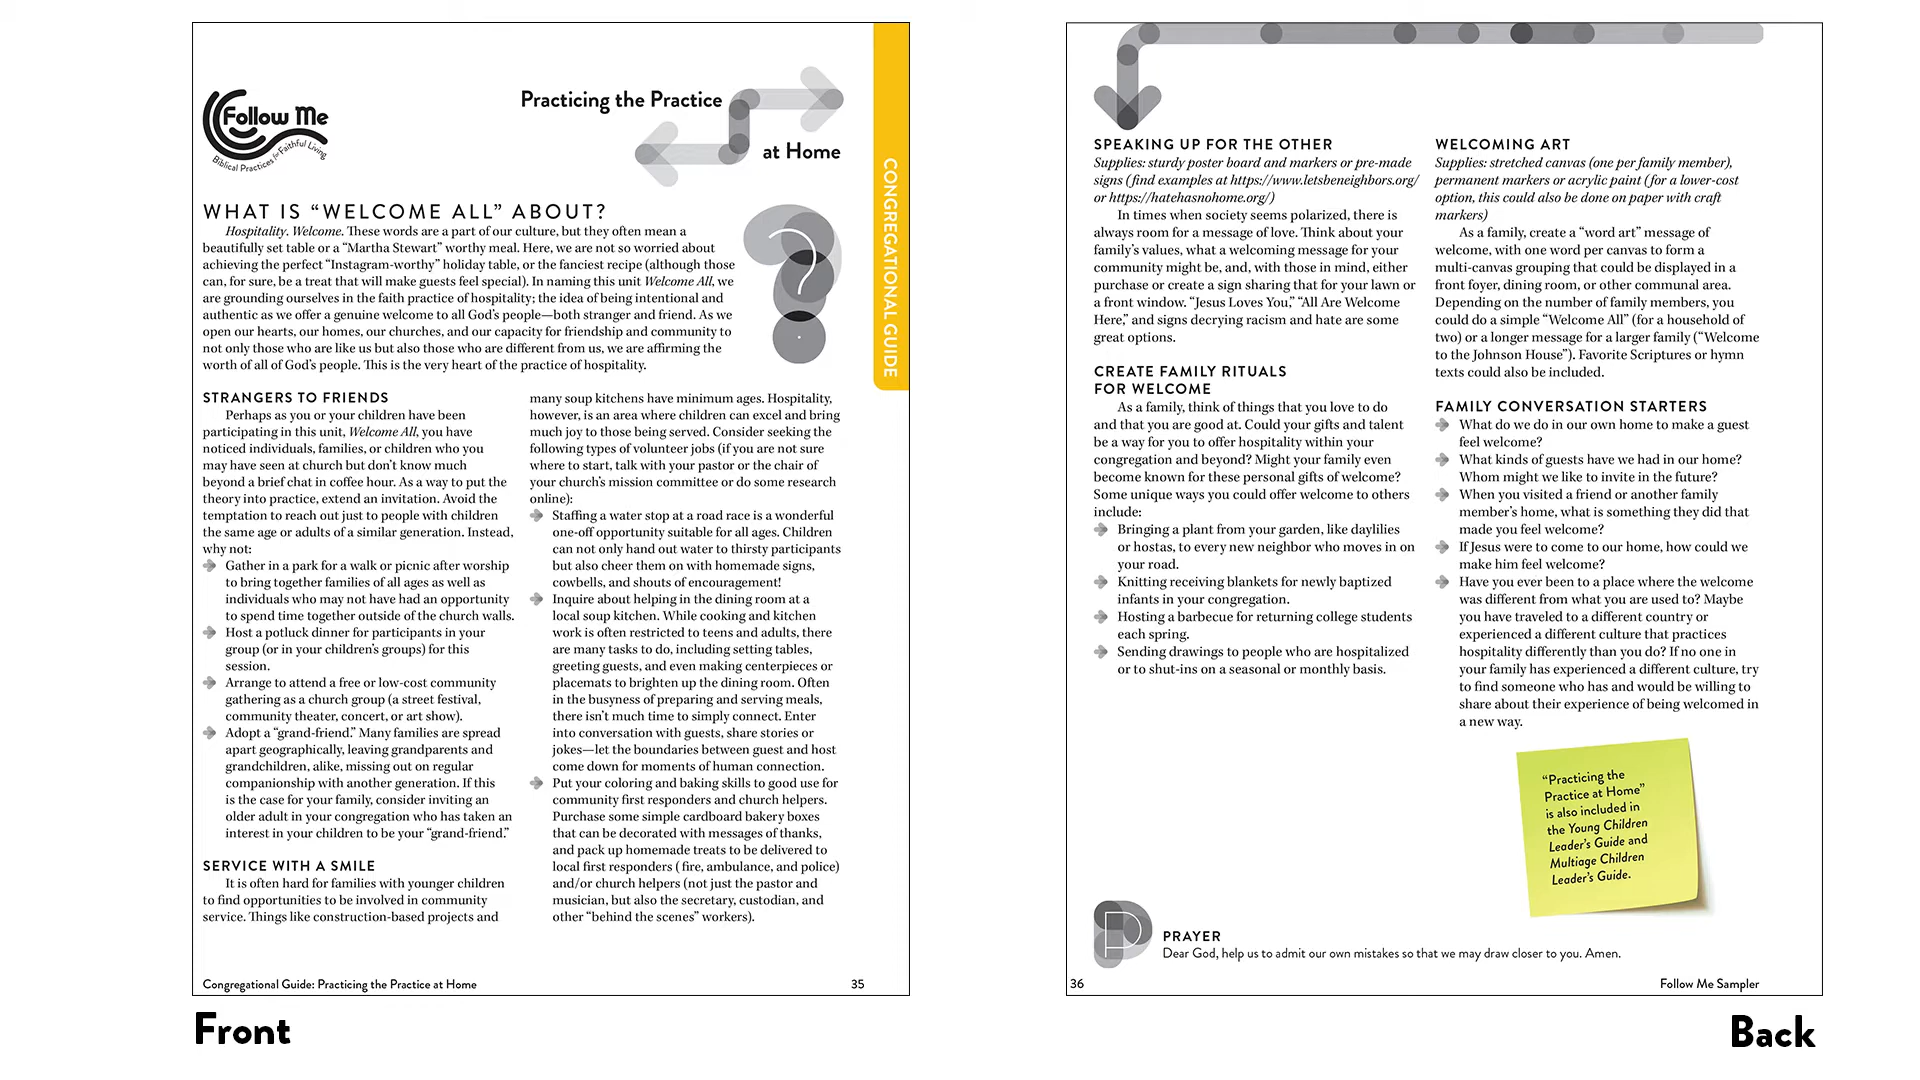 Follow Me
Biblical Practices for Faithful Living
Practicing the Practice
at Home
CONGREGATIONAL GUIDE
WHAT IS “WELCOME ALL” ABOUT?
Hospitality. Welcome. These words are a part of our culture, but they often mean a
beautifully set table or a “Martha Stewart” worthy meal. Here, we are not so worried about
achieving the perfect “Instagram-worthy” holiday table, or the fanciest recipe (although those
can, for sure, be a treat that will make guests feel special). In naming this unit Welcome All, we
are grounding ourselves in the faith practice of hospitality; the idea of being intentional and
authentic as we offer a genuine welcome to all God’s people—both stranger and friend. As we
open our hearts, our homes, our churches, and our capacity for friendship and community to
not only those who are like us but also those who are different from us, we are affirming the
worth of all of God’s people. This is the very heart of the practice of hospitality.
STRANGERS TO FRIENDS
Perhaps as you or your children have been
participating in this unit, Welcome All, you have
noticed individuals, families, or children who you
may have seen at church but don’t know much
beyond a brief chat in coffee hour. As a way to put the
theory into practice, extend an invitation. Avoid the
temptation to reach out just to people with children
the same age or adults of a similar generation. Instead,
why not:
Gather in a park for a walk or picnic after worship
to bring together families of all ages as well as
individuals who may not have had an opportunity
to spend time together outside of the church walls.
Host a potluck dinner for participants in your
group (or in your children’s groups) for this
session.
Arrange to attend a free or low-cost community
gathering as a church group (a street festival,
community theater, concert, or art show).
Adopt a “grand-friend.” Many families are spread
apart geographically, leaving grandparents and
grandchildren, alike, missing out on regular
companionship with another generation. If this
is the case for your family, consider inviting an
older adult in your congregation who has taken an
interest in your children to be your “grand-friend.”
SERVICE WITH A SMILE
It is often hard for families with younger children
to find opportunities to be involved in community
service. Things like construction-based projects and
many soup kitchens have minimum ages. Hospitality,
however, is an area where children can excel and bring
much joy to those being served. Consider seeking the
following types of volunteer jobs (if you are not sure
where to start, talk with your pastor or the chair of
your church’s mission committee or do some research
online):
Staffing a water stop at a road race is a wonderful
one-off opportunity suitable for all ages. Children
can not only hand out water to thirsty participants
but also cheer them on with homemade signs,
cowbells, and shouts of encouragement!
Inquire about helping in the dining room at a
local soup kitchen. While cooking and kitchen
work is often restricted to teens and adults, there
are many tasks to do, including setting tables,
greeting guests, and even making centerpieces or
placemats to brighten up the dining room. Often
in the busyness of preparing and serving meals,
there isn’t much time to simply connect. Enter
into conversation with guests, share stories or
jokes—let the boundaries between guest and host
come down for moments of human connection.
Put your coloring and baking skills to good use for
community first responders and church helpers.
Purchase some simple cardboard bakery boxes
that can be decorated with messages of thanks,
and pack up homemade treats to be delivered to
local first responders (fire, ambulance, and police)
and/or church helpers (not just the pastor and
musician, but also the secretary, custodian, and
other “behind the scenes” workers).
Congregational Guide: Practicing the Practice at Home
35
Front
SPEAKING UP FOR THE OTHER
Supplies: sturdy poster board and markers or pre-made
signs (find examples at https://www.letsbeneighbors.org/
or https://hatehasnohome.org/)
In times when society seems polarized, there is
always room for a message of love. Think about your
family’s values, what a welcoming message for your
community might be, and, with those in mind, either
purchase or create a sign sharing that for your lawn or
a front window. “Jesus Loves You,” “All Are Welcome
Here,” and signs decrying racism and hate are some
great options.
CREATE FAMILY RITUALS
FOR WELCOME
As a family, think of things that you love to do
and that you are good at. Could your gifts and talent
be a way for you to offer hospitality within your
congregation and beyond? Might your family even
become known for these personal gifts of welcome?
Some unique ways you could offer welcome to others
include:
Bringing a plant from your garden, like daylilies
or hostas, to every new neighbor who moves in on
your road.
Knitting receiving blankets for newly baptized
infants in your congregation.
Hosting a barbecue for returning college students
each spring.
Sending drawings to people who are hospitalized
or to shut-ins on a seasonal or monthly basis.
WELCOMING ART
Supplies: stretched canvas (one per family member),
permanent markers or acrylic paint (for a lower-cost
option, this could also be done on paper with craft
markers)
As a family, create a “word art” message of
welcome, with one word per canvas to form a
multi-canvas grouping that could be displayed in a
front foyer, dining room, or other communal area.
Depending on the number of family members, you
could do a simple “Welcome All” (for a household of
two) or a longer message for a larger family (“Welcome
to the Johnson House”). Favorite Scriptures or hymn
texts could also be included.
FAMILY CONVERSATION STARTERS
What do we do in our own home to make a guest
feel welcome?
What kinds of guests have we had in our home?
Whom might we like to invite in the future?
When you visited a friend or another family
member’s home, what is something they did that
made you feel welcome?
If Jesus were to come to our home, how could we
make him feel welcome?
Have you ever been to a place where the welcome
was different from what you are used to? Maybe
you have traveled to a different country or
experienced a different culture that practices
hospitality differently than you do? If no one in
your family has experienced a different culture, try
to find someone who has and would be willing to
share about their experience of being welcomed in
a new way.
“Practicing the
Practice at Home”
is also included in
the Young Children
Leader’s Guide and
Multiage Children
Leader’s Guide.
P
PRAYER
Dear God, help us to admit our own mistakes so that we may draw closer to you. Amen.
36
Follow Me Sampler
Back